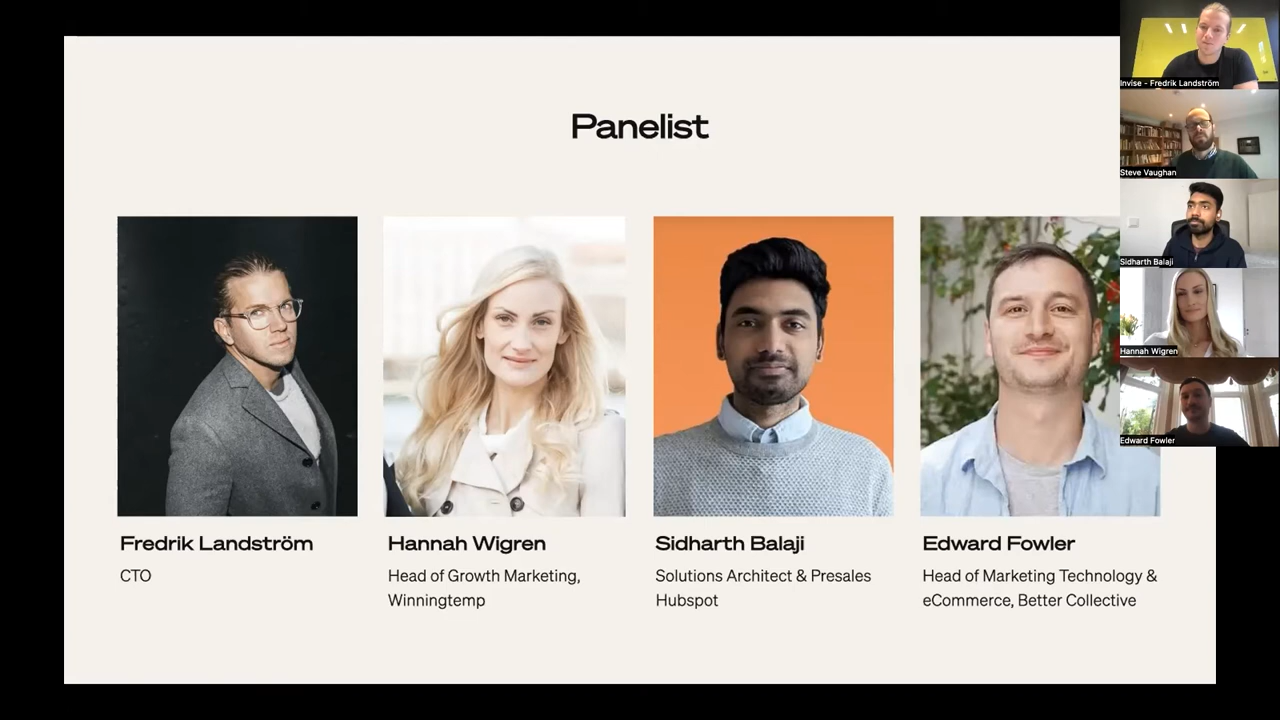 Panelist
Fredrik Landström
CTO
Hannah Wigren
Head of Growth Marketing,
Winningtemp
Sidharth Balaji
Solutions Architect & Presales
Hubspot
Edward Fowler
Head of Marketing Technology &
eCommerce, Better Collective
Invise - Fredrik Landström
Steve Vaughan
Sidharth Balaji
Hannah Wigren
Edward Fowler